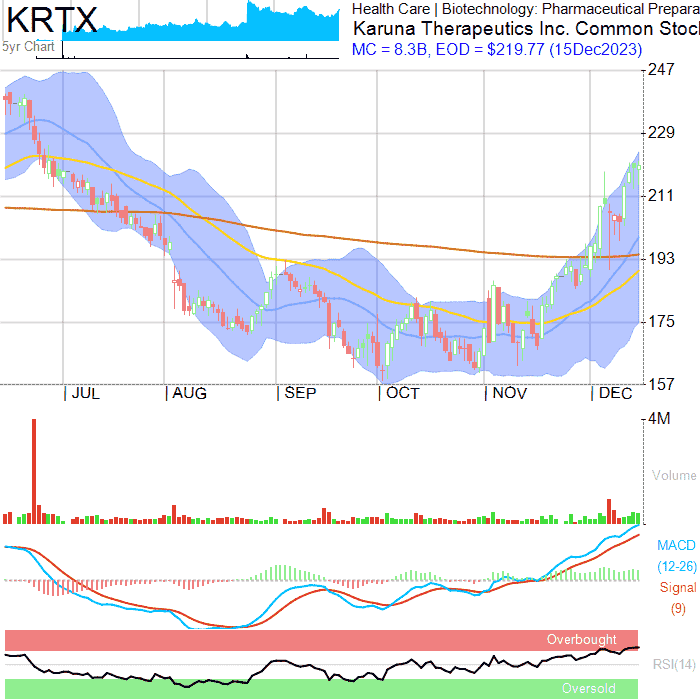 KRTX
5yr Chart
Health Care | Biotechnology: Pharmaceutical Prepara
Karuna Therapeutics Inc. Common Stoc
MC = 8.3B, EOD = $219.77 (15Dec2023)
247
229
211
193
175
157
JUL AUG SEP OCT NOV DEC
4M
Volume
MACD
(12-26)
Signal
(9)
Overbought
RSI(14)
Oversold